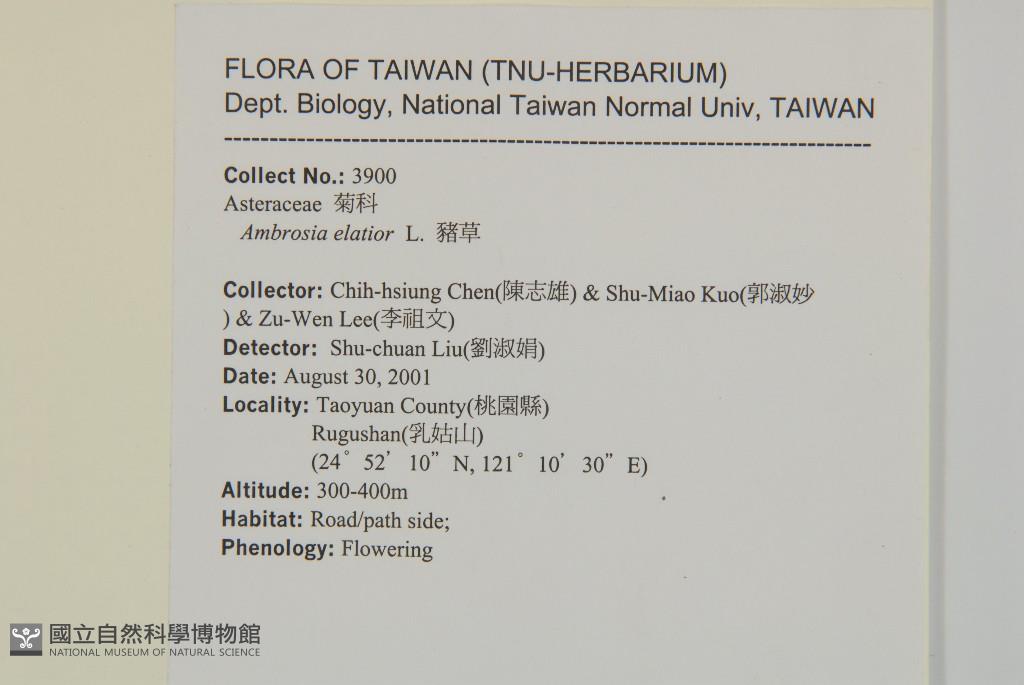 FLORA OF TAIWAN (TNU-HERBARIUM)
Dept. Biology, National Taiwan Normal Univ, TAIWAN
------------------------------------------------------------------------
Collect No.: 3900
Asteraceae 菊科
Ambrosia elatior L. 豬草
Collector: Chih-hsiung Chen(陳志雄) & Shu-Miao Kuo(郭淑妙
) & Zu-Wen Lee(李祖文)
Detector: Shu-chuan Liu(劉淑娟)
Date: August 30, 2001
Locality: Taoyuan County(桃園縣)
Rugushan(乳姑山)
(24° 52’ 10” N, 121° 10’ 30” E)
Altitude: 300-400m
Habitat: Road/path side;
Phenology: Flowering
國立自然科學博物館
NATIONAL MUSEUM OF NATURAL SCIENCE